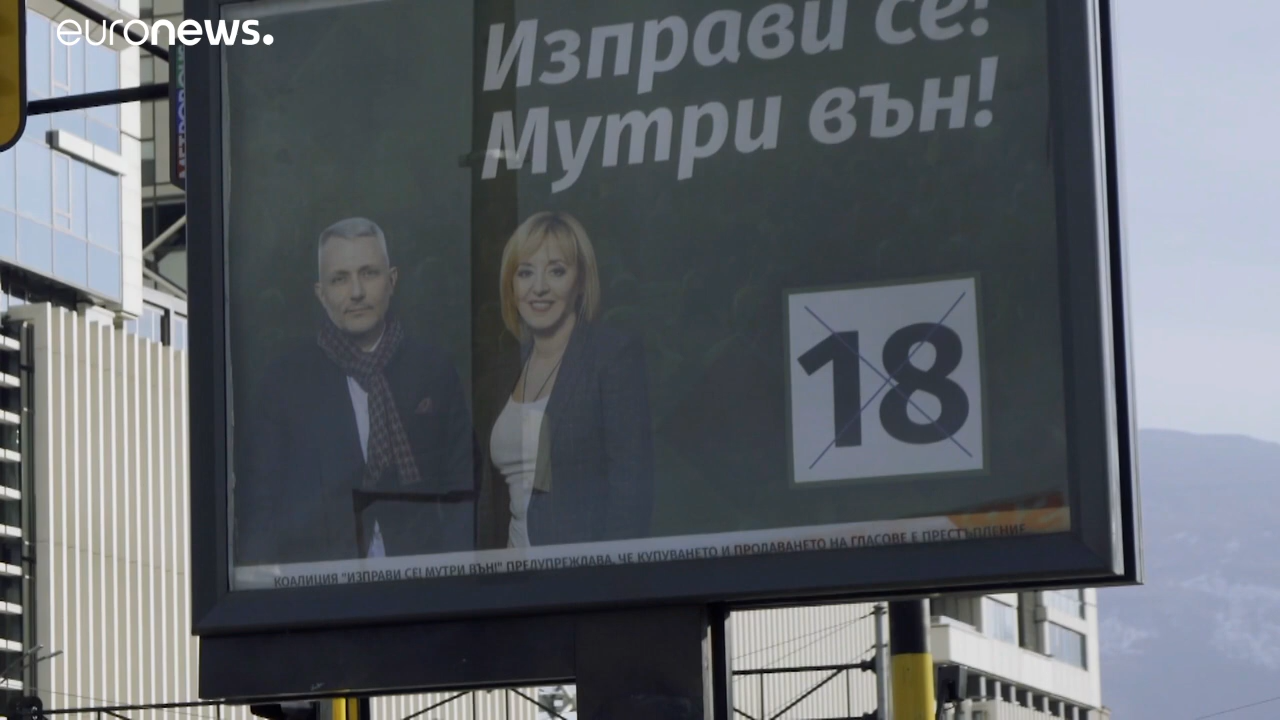 euronews.
Изправи се!
Мутри вън!
18
КОАЛИЦИЯ "ИЗПРАВИ СЕ! МУТРИ ВЪН!" ПРЕДУПРЕЖДАВА, ЧЕ КУПУВАНЕТО И ПРОДАВАНЕТО НА ГЛАСОВЕ Е ПРЕСТЪПЛЕНИЕ